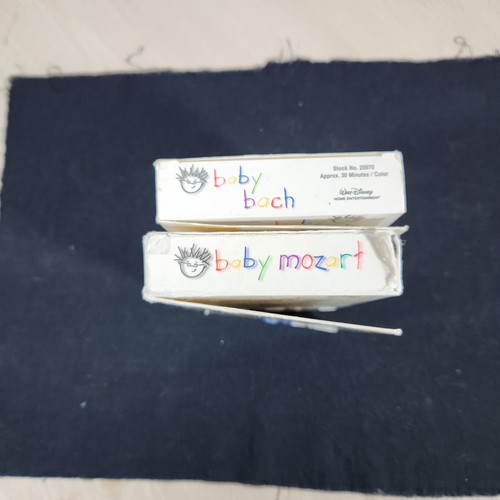 baby
bach
Stock No. 20970
Approx. 30 Minutes / Color
Walt Disney
HOME ENTERTAINMENT
baby mozart